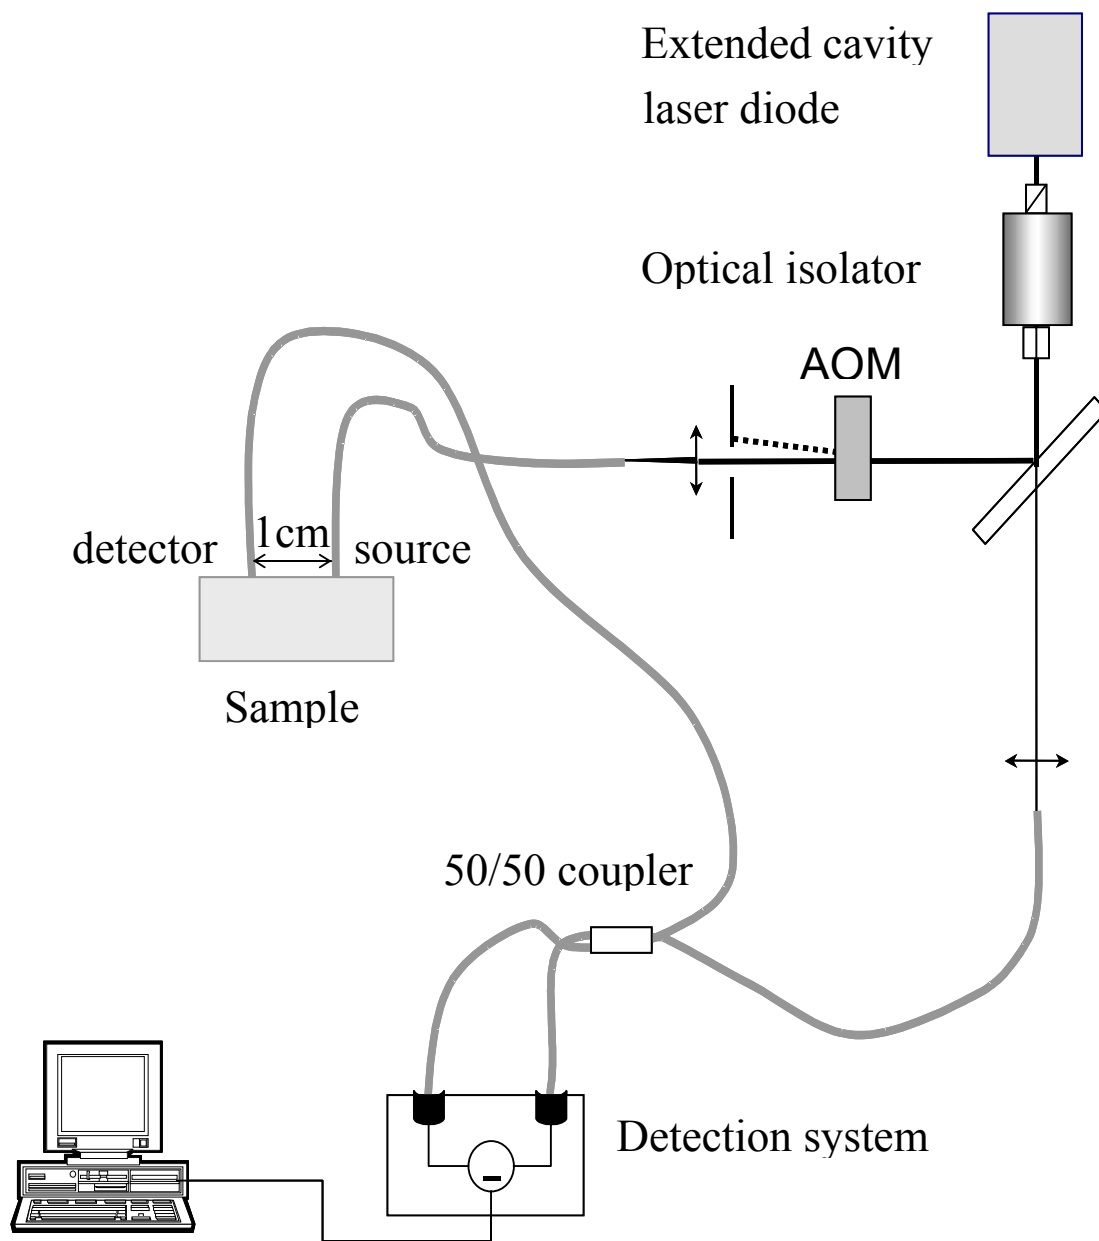 Extended cavity
laser diode
Optical isolator
AOM
1cm
detector
source
Sample
50/50 coupler
Detection system